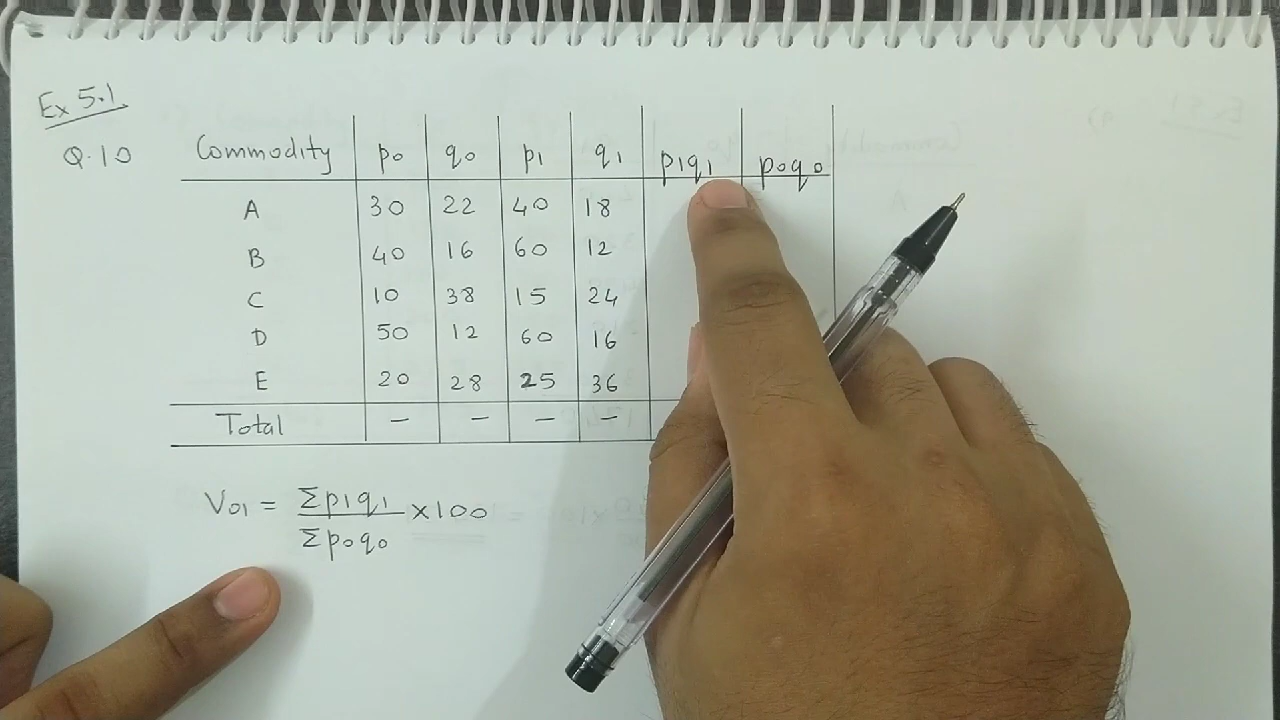 Ex 5.1
Q.10 Commodity p0 q0 p1 q1 p1q1 p0q0
A 30 22 40 18
B 40 16 60 12
C 10 38 15 24
D 50 12 60 16
E 20 28 25 36
Total – – – –
V01 = Σp1q1 / Σp0q0 ×100